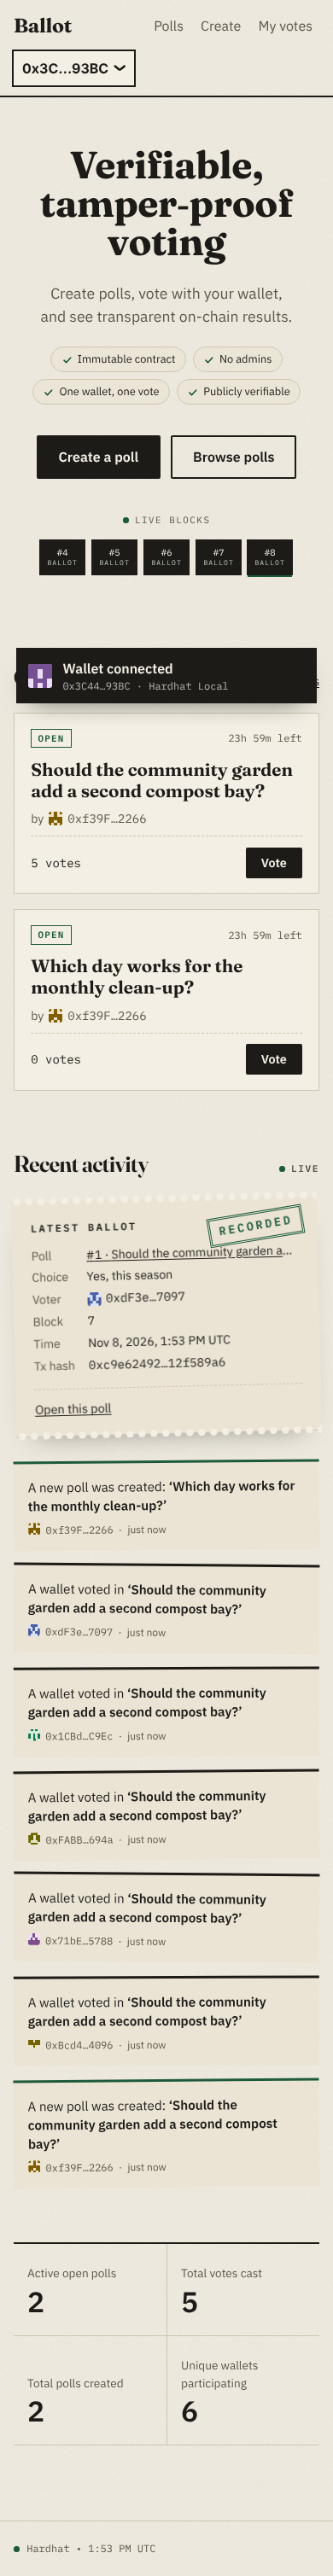 Ballot
Polls Create My votes
0x3C...93BC
Verifiable,
tamper-proof
voting
Create polls, vote with your wallet,
and see transparent on-chain results.
Immutable contract
No admins
One wallet, one vote
Publicly verifiable
Create a poll
Browse polls
LIVE BLOCKS
#4 #5 #6 #7 #8
BALLOT BALLOT BALLOT BALLOT BALLOT
Wallet connected
0x3C44…93BC · Hardhat Local
OPEN 23h 59m left
Should the community garden
add a second compost bay?
by 0xf39F…2266
5 votes Vote
OPEN 23h 59m left
Which day works for the
monthly clean-up?
by 0xf39F…2266
0 votes Vote
Recent activity LIVE
LATEST BALLOT RECORDED
Poll #1 · Should the community garden a…
Choice Yes, this season
Voter 0xdF3e…7097
Block 7
Time Nov 8, 2026, 1:53 PM UTC
Tx hash 0xc9e62492…12f589a6
Open this poll
A new poll was created: ‘Which day works for
the monthly clean-up?’
0xf39F…2266 · just now
A wallet voted in ‘Should the community
garden add a second compost bay?’
0xdF3e…7097 · just now
A wallet voted in ‘Should the community
garden add a second compost bay?’
0x1CBd…C9Ec · just now
A wallet voted in ‘Should the community
garden add a second compost bay?’
0xFABB…694a · just now
A wallet voted in ‘Should the community
garden add a second compost bay?’
0x71bE…5788 · just now
A wallet voted in ‘Should the community
garden add a second compost bay?’
0xBcd4…4096 · just now
A new poll was created: ‘Should the
community garden add a second compost
bay?’
0xf39F…2266 · just now
Active open polls
2
Total votes cast
5
Total polls created
2
Unique wallets
participating
6
Hardhat • 1:53 PM UTC